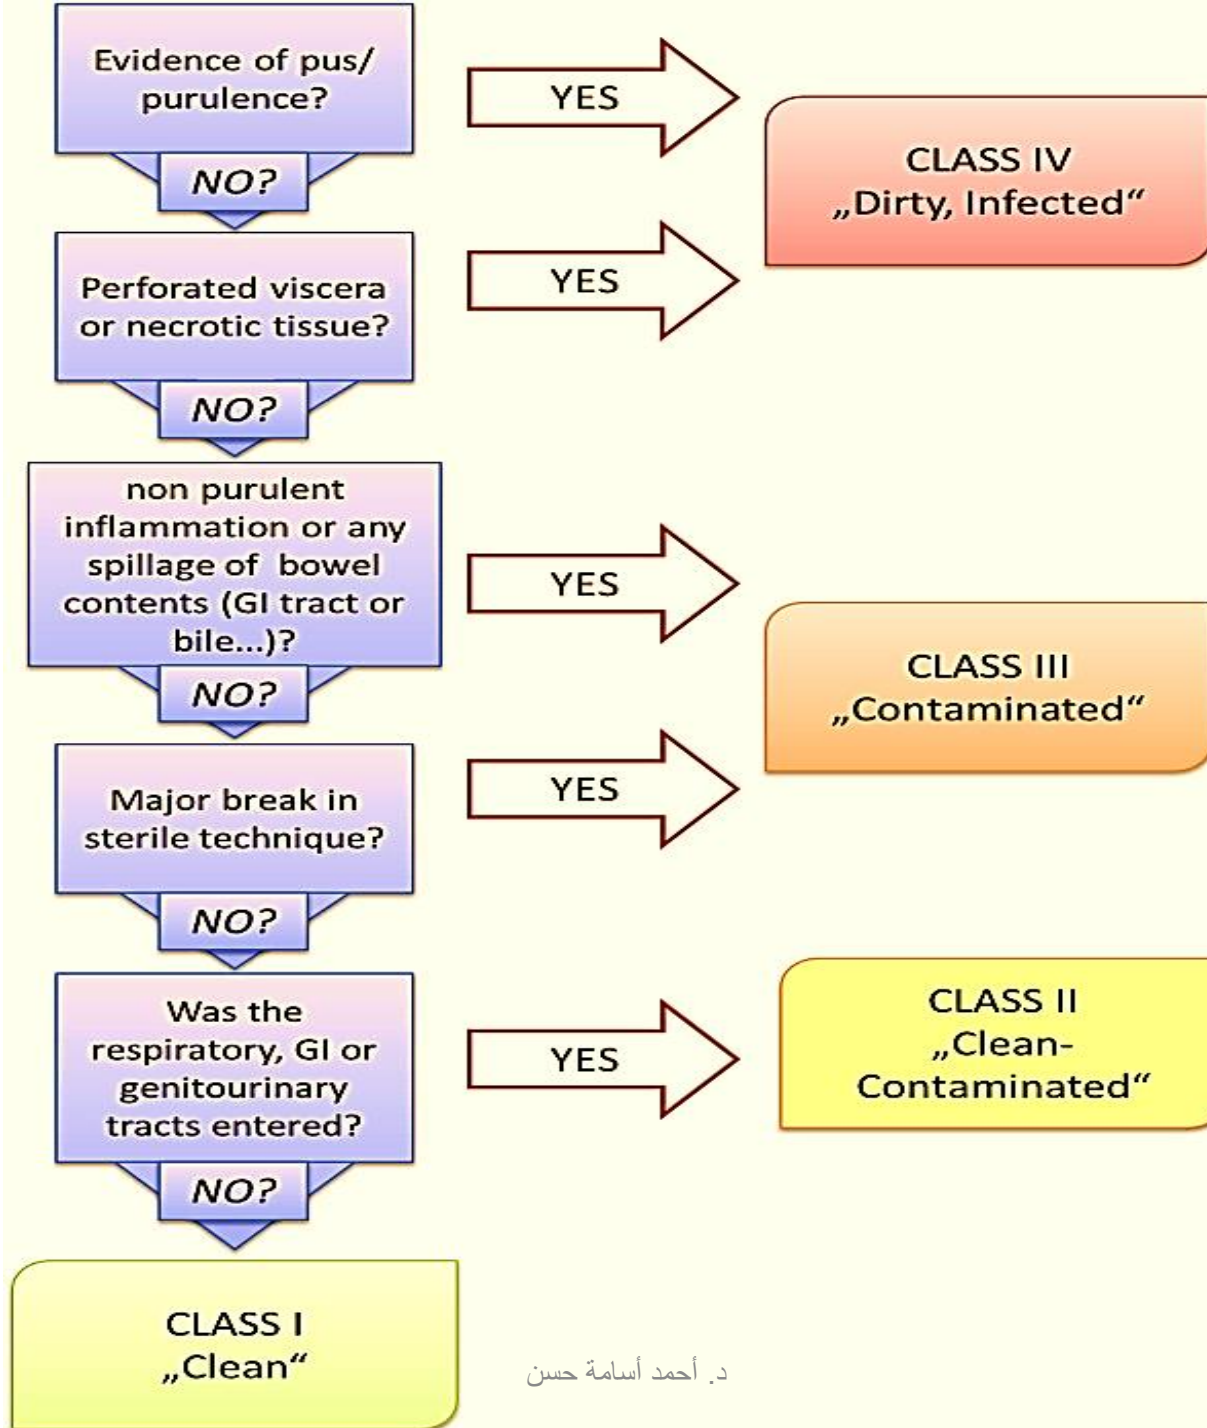 Evidence of pus/
purulence?
YES
CLASS IV
„Dirty, Infected“
NO?
Perforated viscera
or necrotic tissue?
YES
NO?
non purulent
inflammation or any
spillage of bowel
contents (GI tract or
bile...)?
YES
CLASS III
„Contaminated“
NO?
Major break in
sterile technique?
YES
NO?
Was the
respiratory, GI or
genitourinary
tracts entered?
YES
CLASS II
„Clean-
Contaminated“
NO?
CLASS I
„Clean“
د. أحمد أسامة حسن